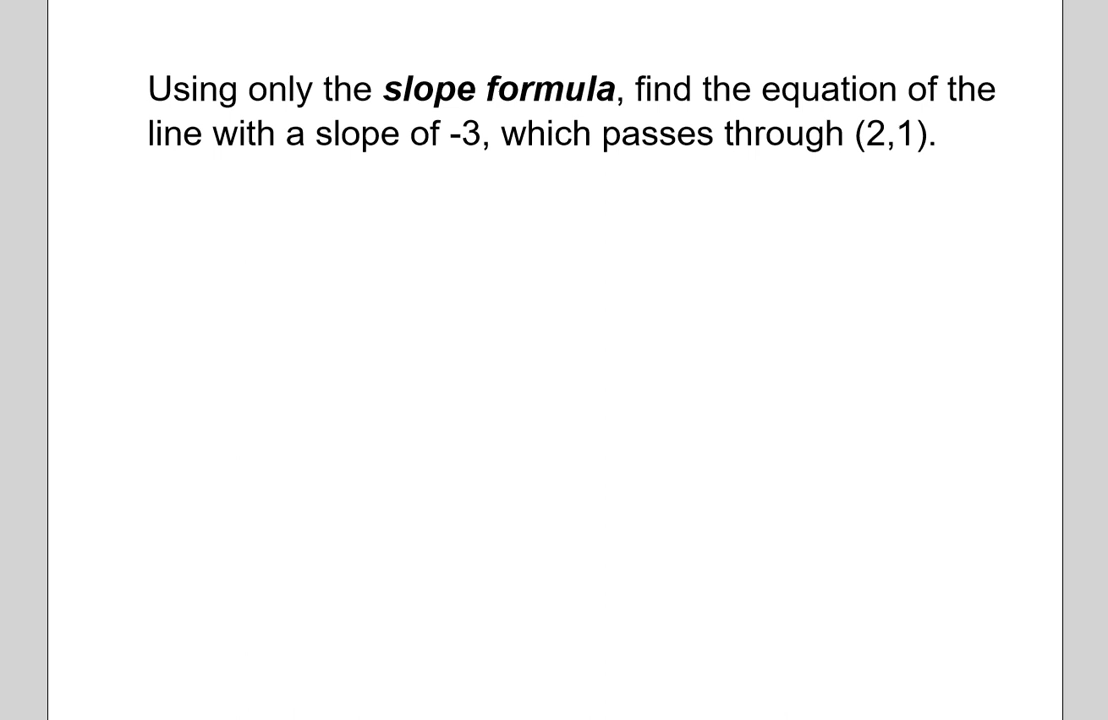 Using only the slope formula, find the equation of the
line with a slope of -3, which passes through (2,1).